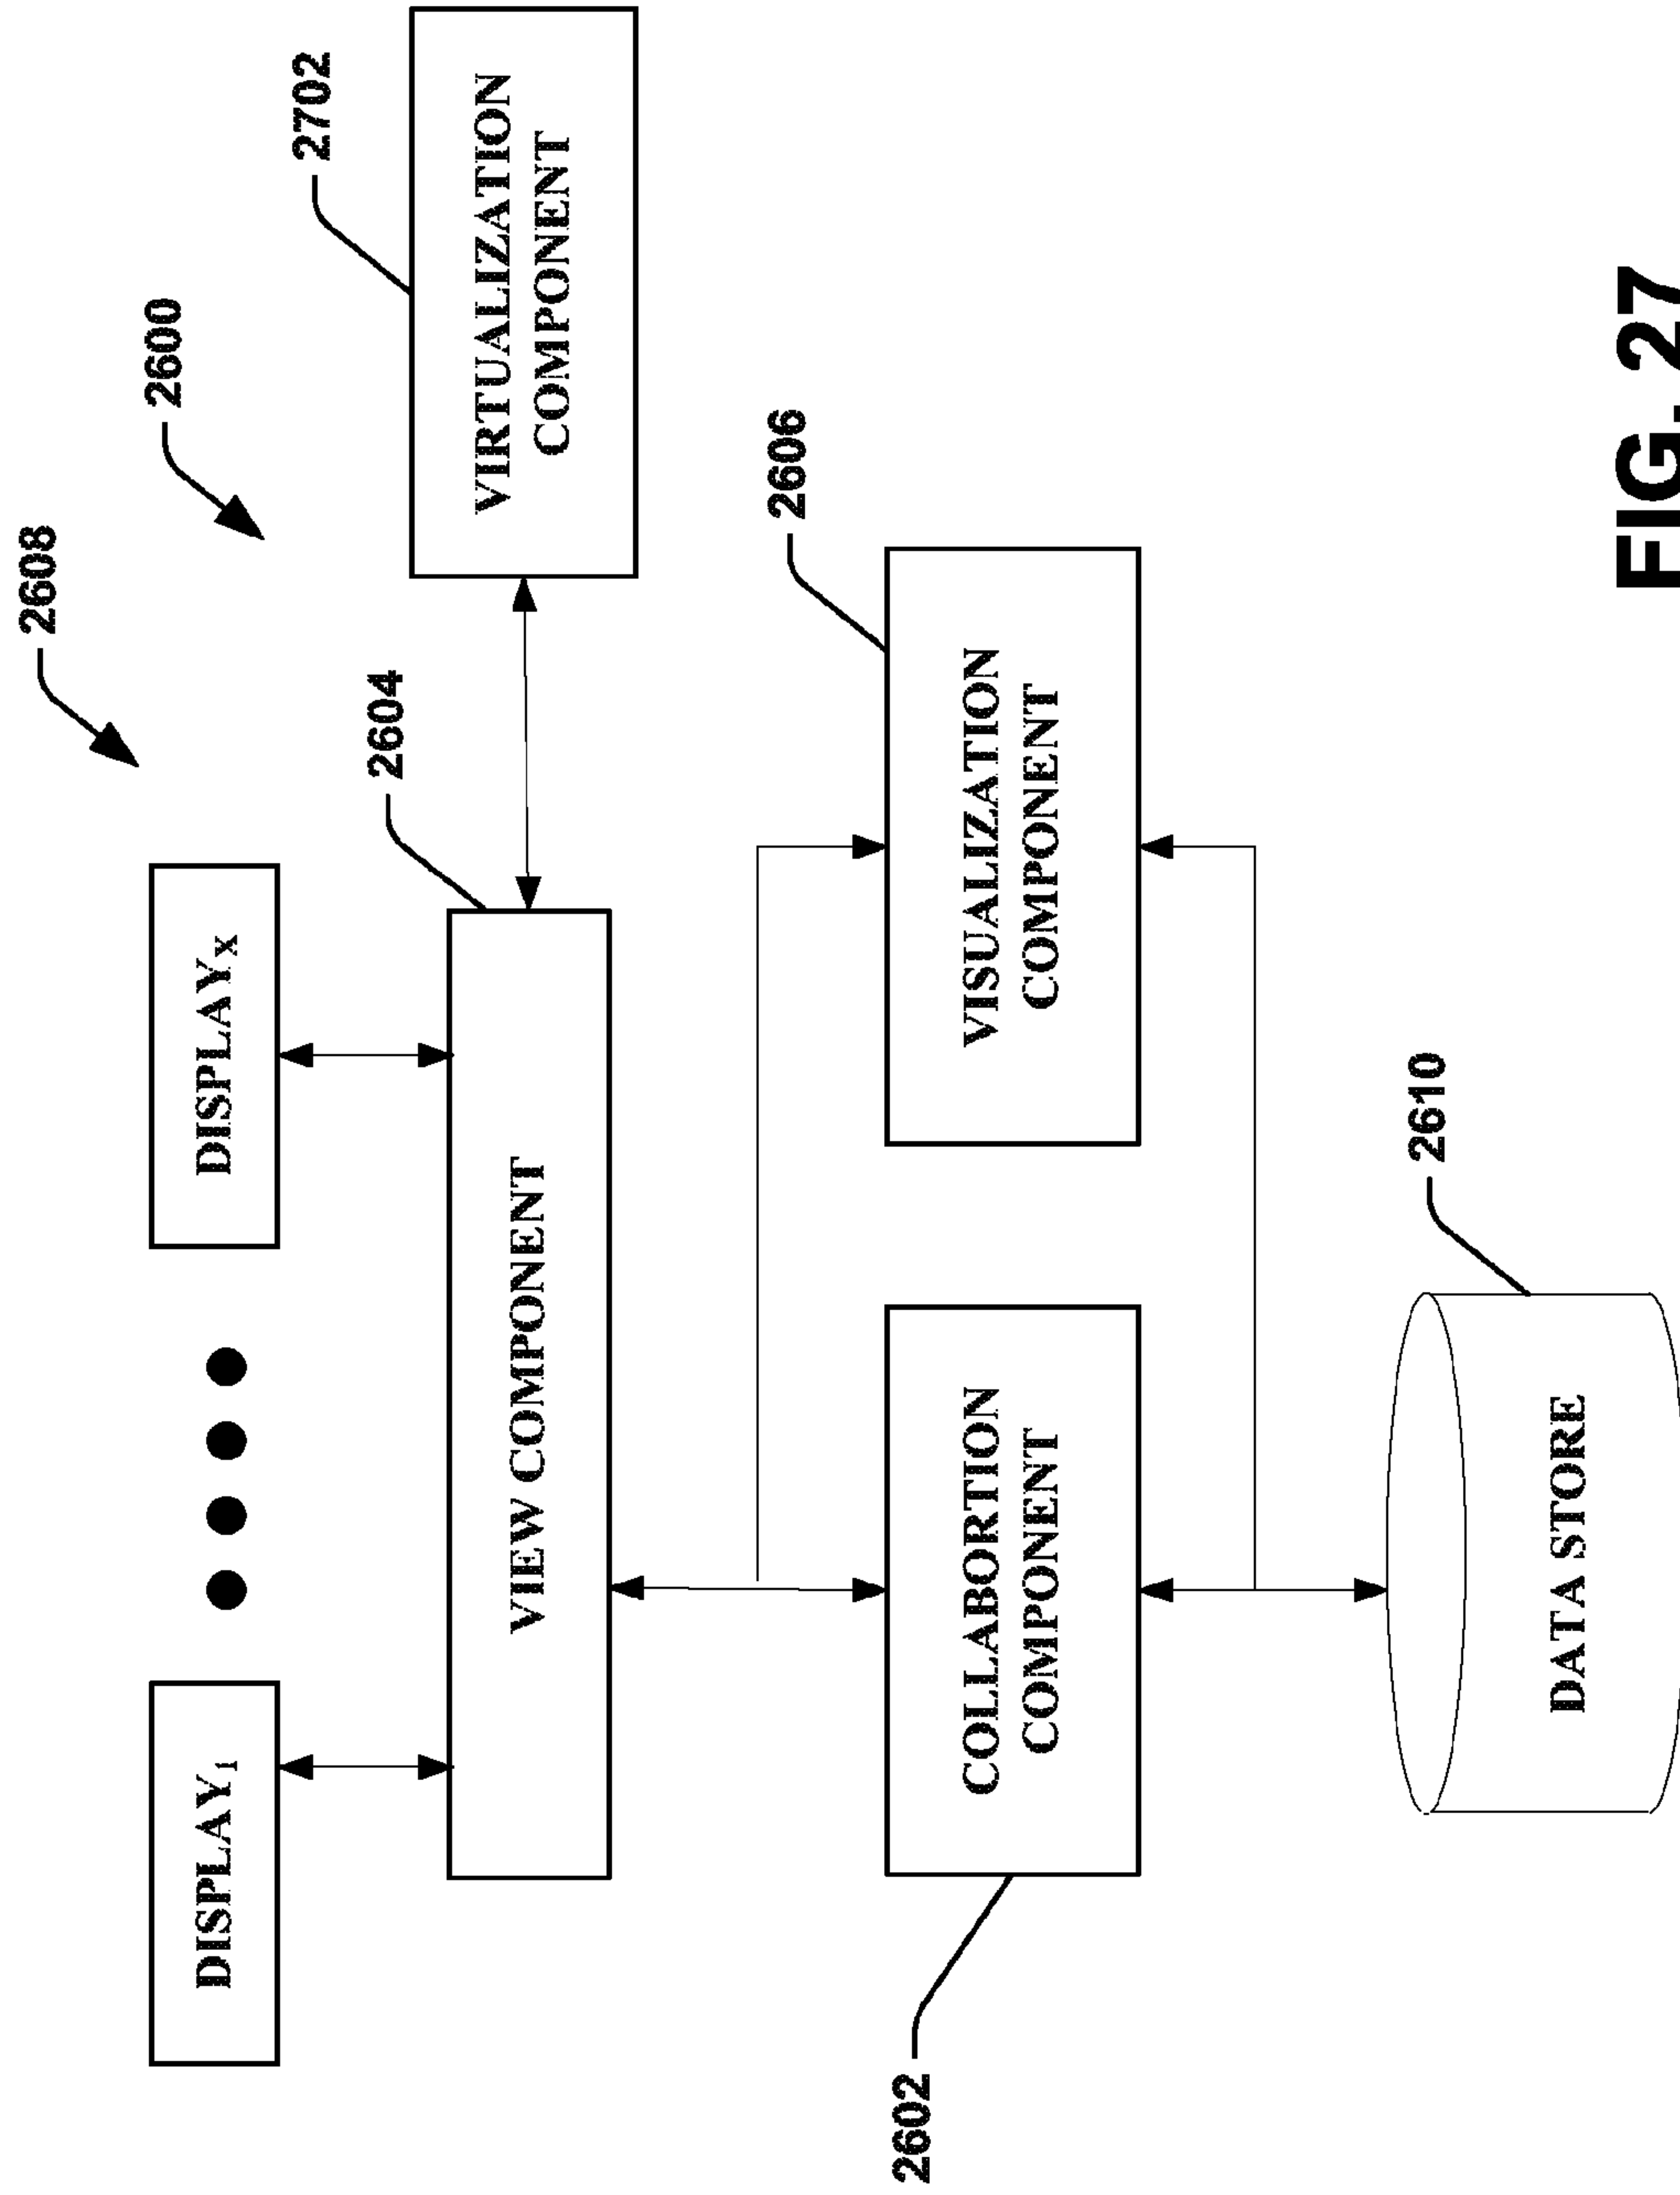 2608
2600
DISPLAY1
DISPLAYX
2604
2702
VIEW COMPONENT
VIRTUALIZATION
COMPONENT
2606
2602
COLLABORTION
COMPONENT
VISUALIZATION
COMPONENT
2610
DATA STORE
FIG. 27